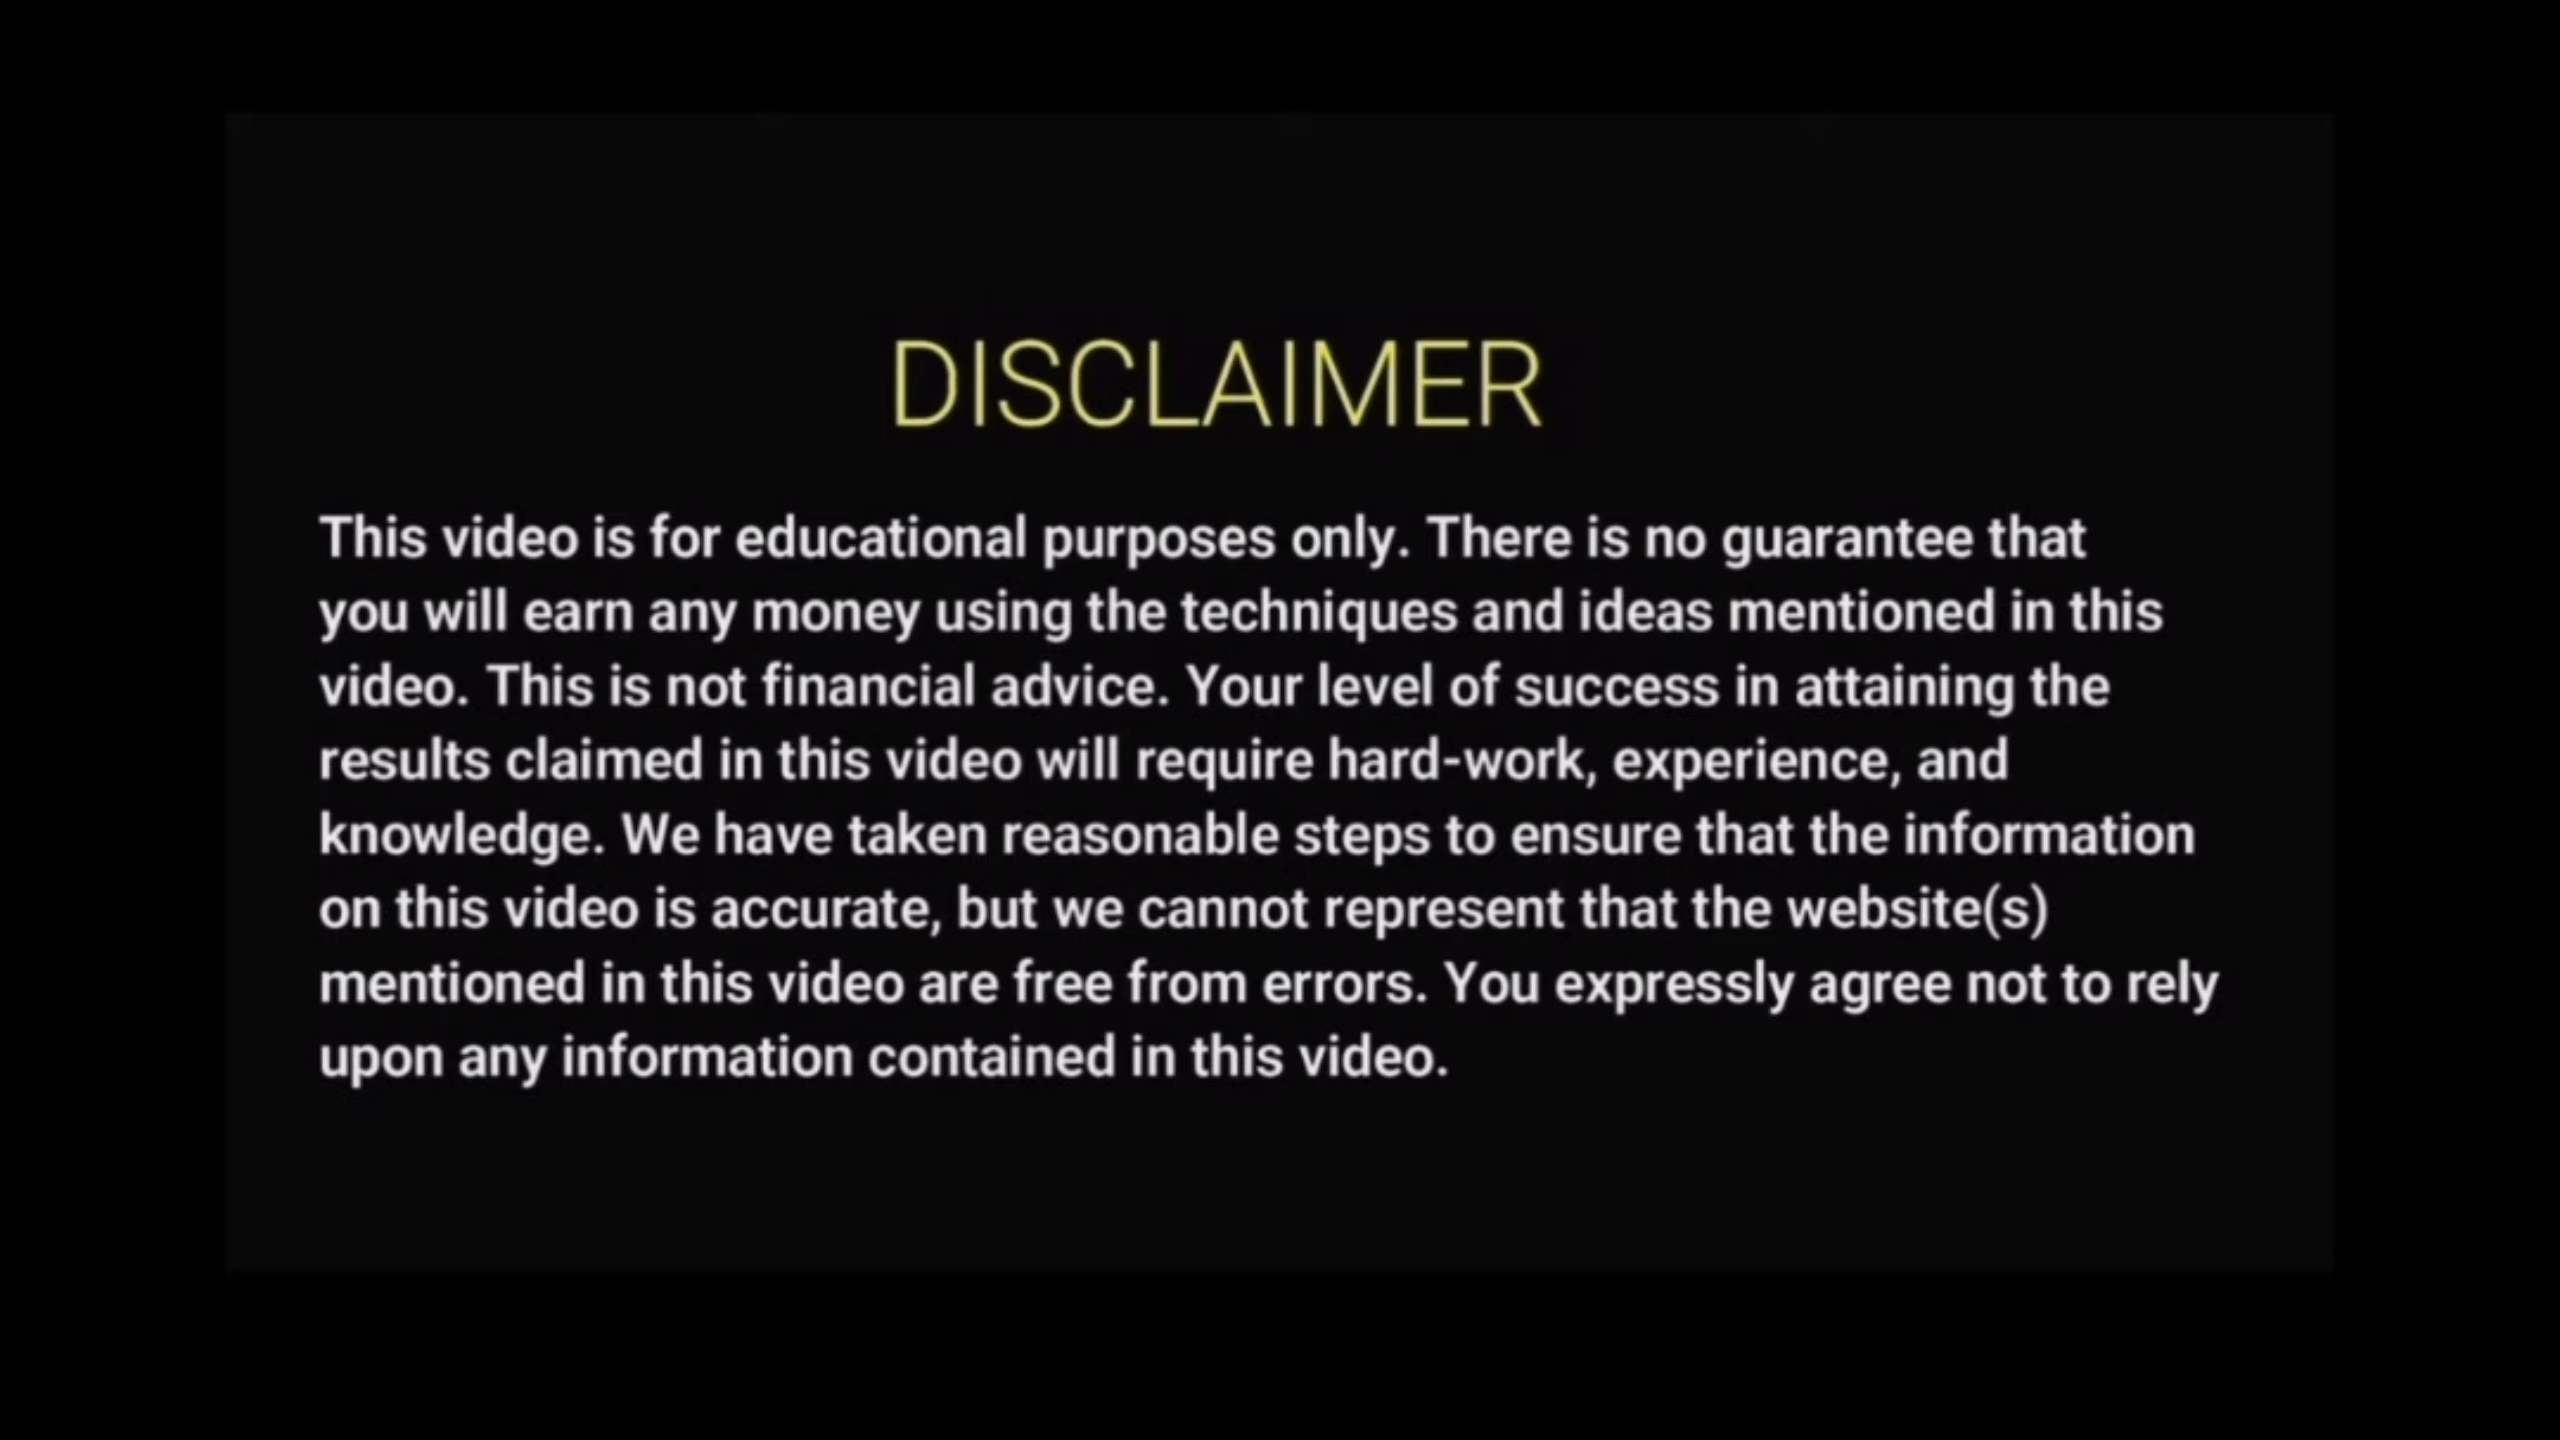 DISCLAIMER
This video is for educational purposes only. There is no guarantee that
you will earn any money using the techniques and ideas mentioned in this
video. This is not financial advice. Your level of success in attaining the
results claimed in this video will require hard-work, experience, and
knowledge. We have taken reasonable steps to ensure that the information
on this video is accurate, but we cannot represent that the website(s)
mentioned in this video are free from errors. You expressly agree not to rely
upon any information contained in this video.